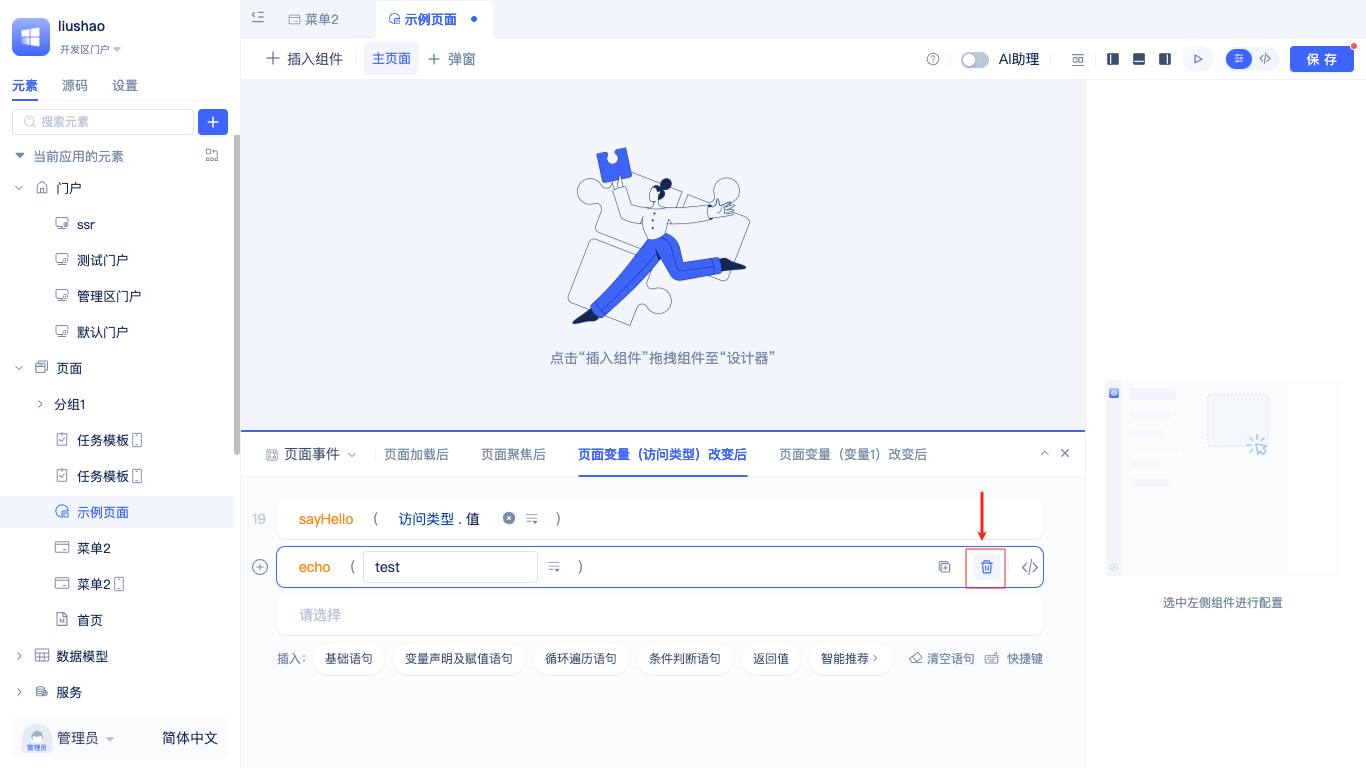 liushao
开发区门户
元素 源码 设置
搜索元素
当前应用的元素
门户
ssr
测试门户
管理区门户
默认门户
页面
分组1
任务模板
任务模板
示例页面
菜单2
菜单2
首页
数据模型
服务
管理员
管理员 简体中文
菜单2 示例页面
插入组件 主页面 弹窗
AI助理 保 存
点击“插入组件”拖拽组件至“设计器”
页面事件 页面加载后 页面聚焦后 页面变量（访问类型）改变后 页面变量（变量1）改变后
19 sayHello ( 访问类型 . 值 )
echo ( test )
请选择
插入： 基础语句 变量声明及赋值语句 循环遍历语句 条件判断语句 返回值 智能推荐 清空语句 快捷键
选中左侧组件进行配置